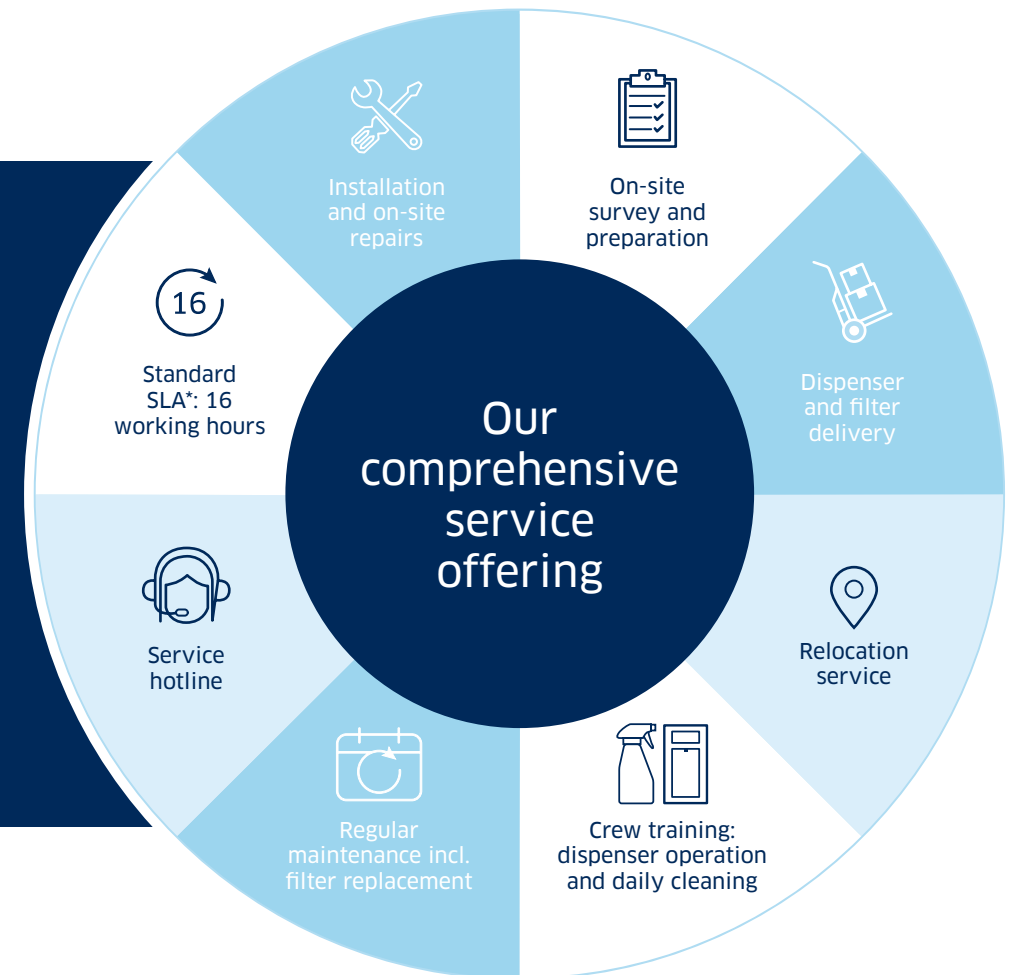 Our
comprehensive
service
offering
On-site
survey and
preparation
Dispenser
and filter
delivery
Relocation
service
Crew training:
dispenser operation
and daily cleaning
Regular
maintenance incl.
filter replacement
Service
hotline
16
Standard
SLA*: 16
working hours
Installation
and on-site
repairs